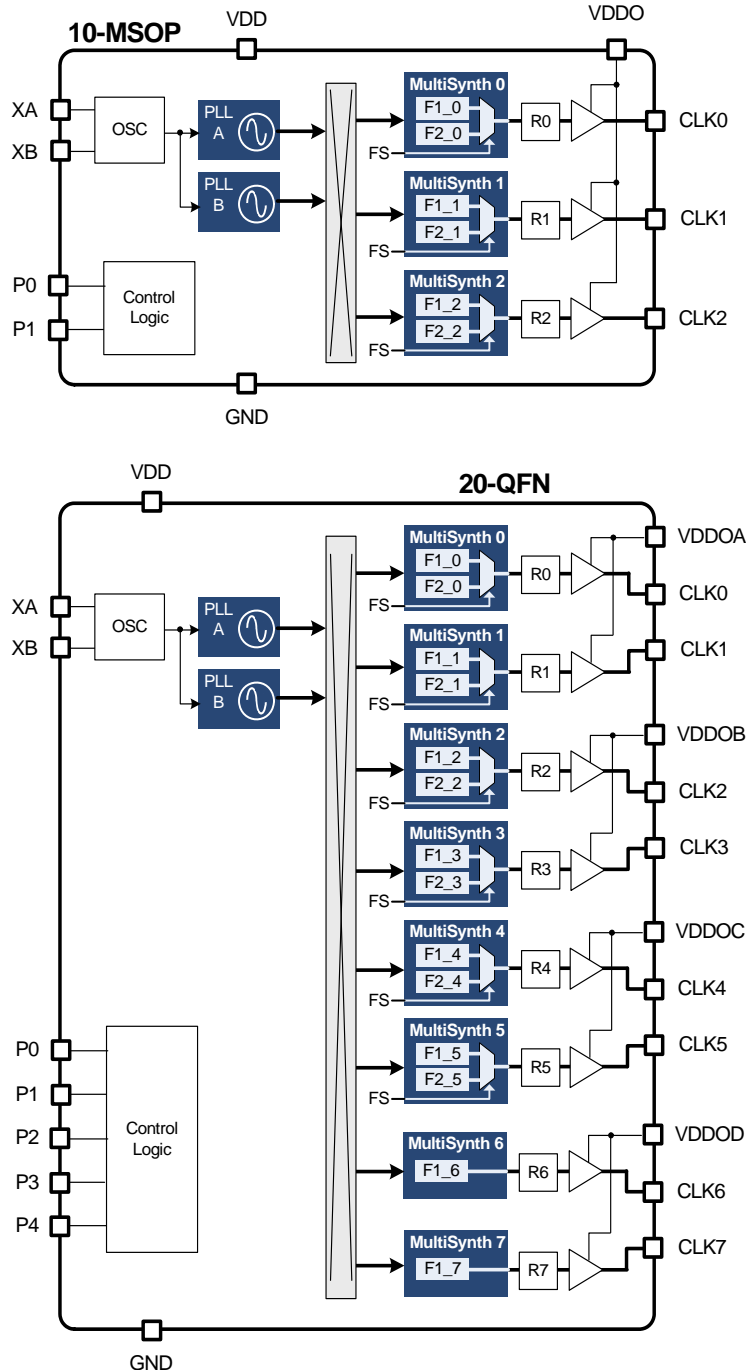 10-MSOP
VDD
VDDO
XA
XB
OSC
PLL
A
PLL
B
MultiSynth 0
F1_0
F2_0
FS
R0
CLK0
MultiSynth 1
F1_1
F2_1
FS
R1
CLK1
MultiSynth 2
F1_2
F2_2
FS
R2
CLK2
P0
P1
Control
Logic
GND
20-QFN
VDD
XA
XB
OSC
PLL
A
PLL
B
MultiSynth 0
F1_0
F2_0
FS
R0
VDDOA
CLK0
MultiSynth 1
F1_1
F2_1
FS
R1
CLK1
MultiSynth 2
F1_2
F2_2
FS
R2
VDDOB
CLK2
MultiSynth 3
F1_3
F2_3
FS
R3
CLK3
MultiSynth 4
F1_4
F2_4
FS
R4
VDDOC
CLK4
MultiSynth 5
F1_5
F2_5
FS
R5
CLK5
MultiSynth 6
F1_6
R6
VDDOD
CLK6
MultiSynth 7
F1_7
R7
CLK7
P0
P1
P2
P3
P4
Control
Logic
GND